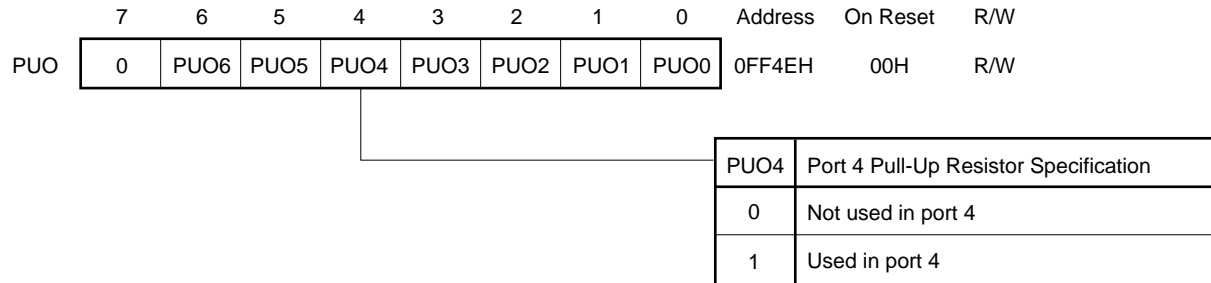 7 6 5 4 3 2 1 0 Address On Reset R/W
PUO 0 PUO6 PUO5 PUO4 PUO3 PUO2 PUO1 PUO0 0FF4EH 00H R/W
PUO4 Port 4 Pull-Up Resistor Specification
0 Not used in port 4
1 Used in port 4